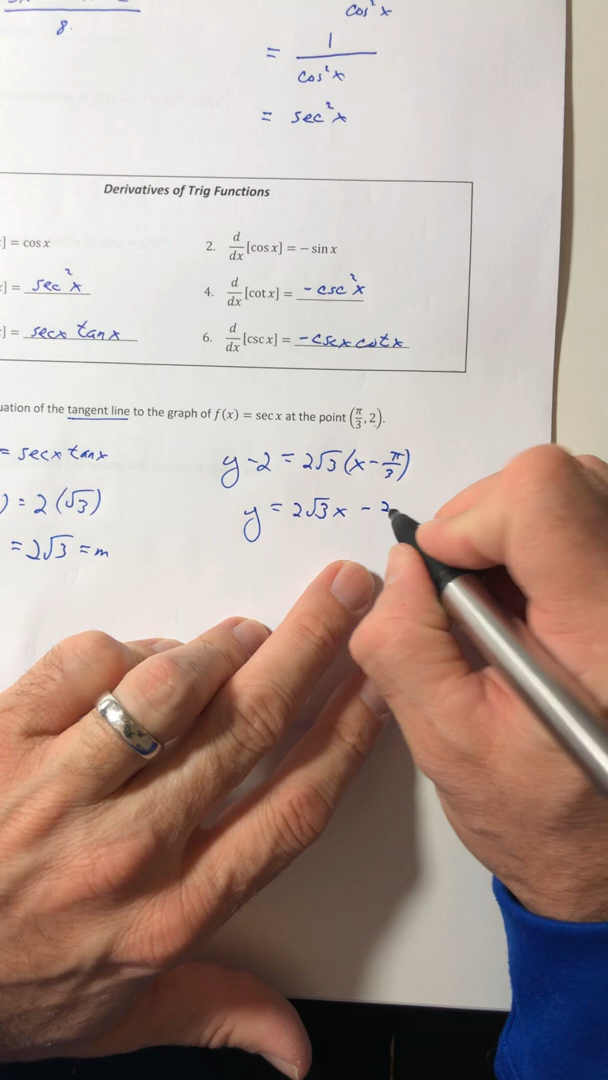 8.
cos²x
= 1/cos²x
= sec²x
Derivatives of Trig Functions
] = cos x
2. d/dx [cos x] = − sin x
] = sec²x
4. d/dx [cot x] = -csc²x
] = secx tanx
6. d/dx [csc x] = -cscx cotx
uation of the tangent line to the graph of f(x) = sec x at the point (π/3, 2).
= secx tanx
) = 2(√3)
= 2√3 = m
y-2 = 2√3(x-π/3)
y = 2√3x - 2